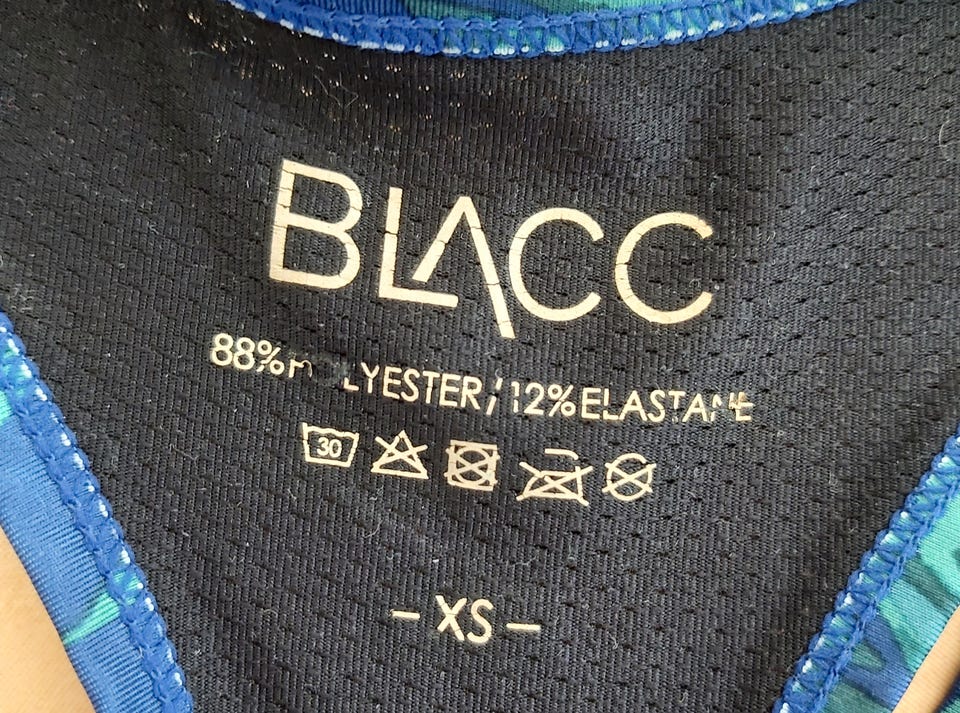 BLACC
88% POLYESTER / 12% ELASTANE
30
– XS –